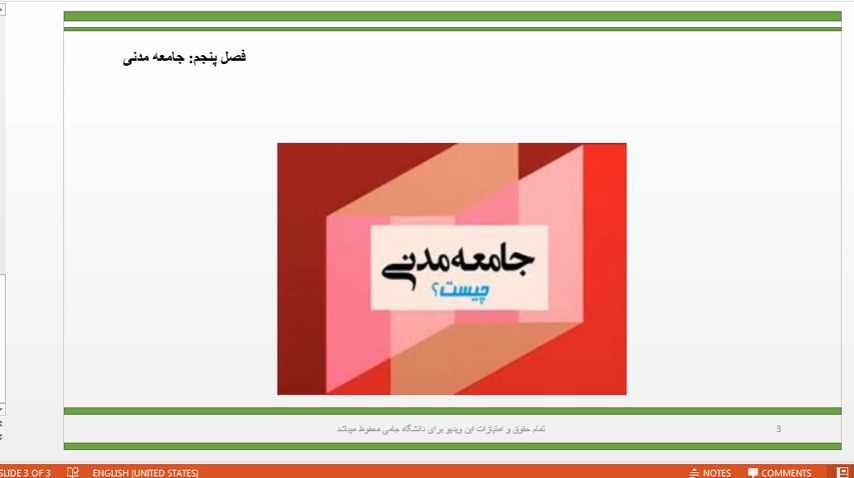 فصل پنجم: جامعه مدنی
جامعه مدنی
چیست؟
تمام حقوق و امتیازات این ویدیو برای دانشگاه جامی محفوظ میباشد
3
SLIDE 3 OF 3 ENGLISH (UNITED STATES) NOTES COMMENTS